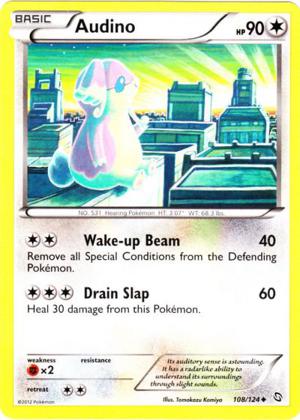 BASIC
Audino HP 90
NO. 531 Hearing Pokémon HT: 3'07" WT: 68.3 lbs.
Wake-up Beam 40
Remove all Special Conditions from the Defending
Pokémon.
Drain Slap 60
Heal 30 damage from this Pokémon.
weakness resistance
×2
retreat
Its auditory sense is astounding.
It has a radarlike ability to
understand its surroundings
through slight sounds.
©2012 Pokémon Illus. Tomokazu Komiya 108/124